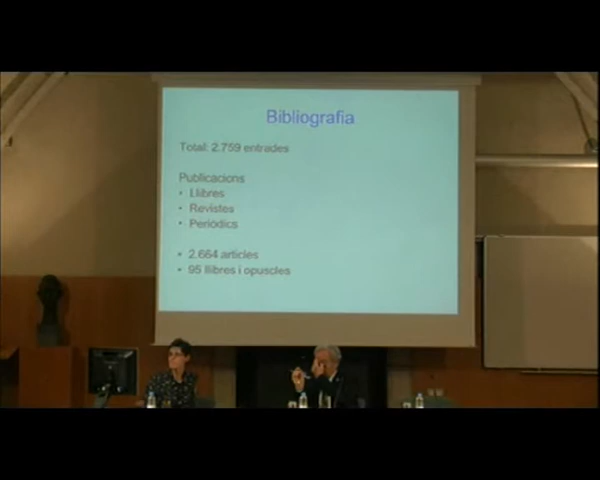 Bibliografia
Total: 2.759 entrades
Publicacions
• Llibres
• Revistes
• Periòdics
• 2.664 articles
• 95 llibres i opuscles